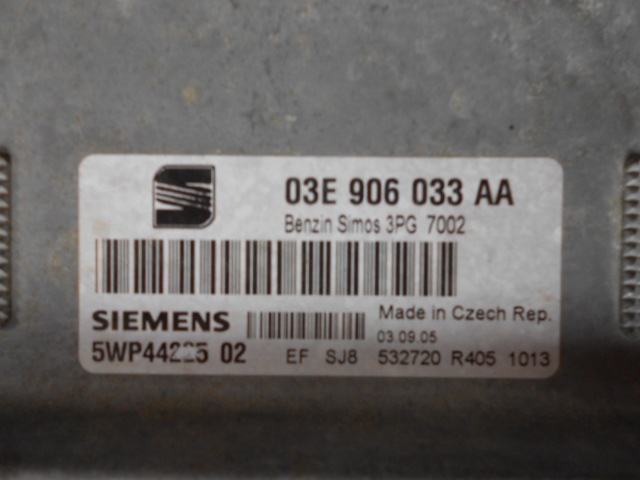 03E 906 033 AA
Benzin Simos 3PG 7002
Made in Czech Rep.
SIEMENS
03.09.05
02
EF SJ8 532720 R405 1013